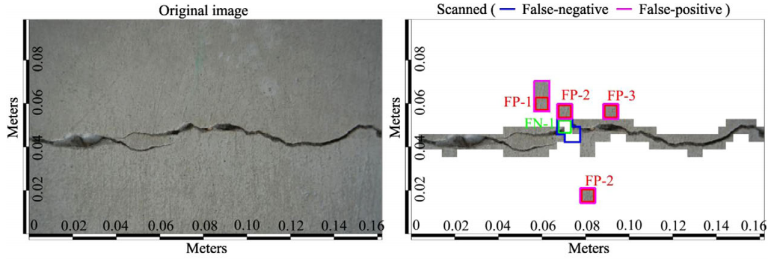 Original image
Scanned ( — False-negative — False-positive )
Meters
0.08
0.06
0.04
0.02
0 0.02 0.04 0.06 0.08 0.10 0.12 0.14 0.16
Meters
Meters
0.08
0.06
0.04
0.02
FP-1
FP-2
FP-3
FN-1
FP-2
0 0.02 0.04 0.06 0.08 0.10 0.12 0.14 0.16
Meters